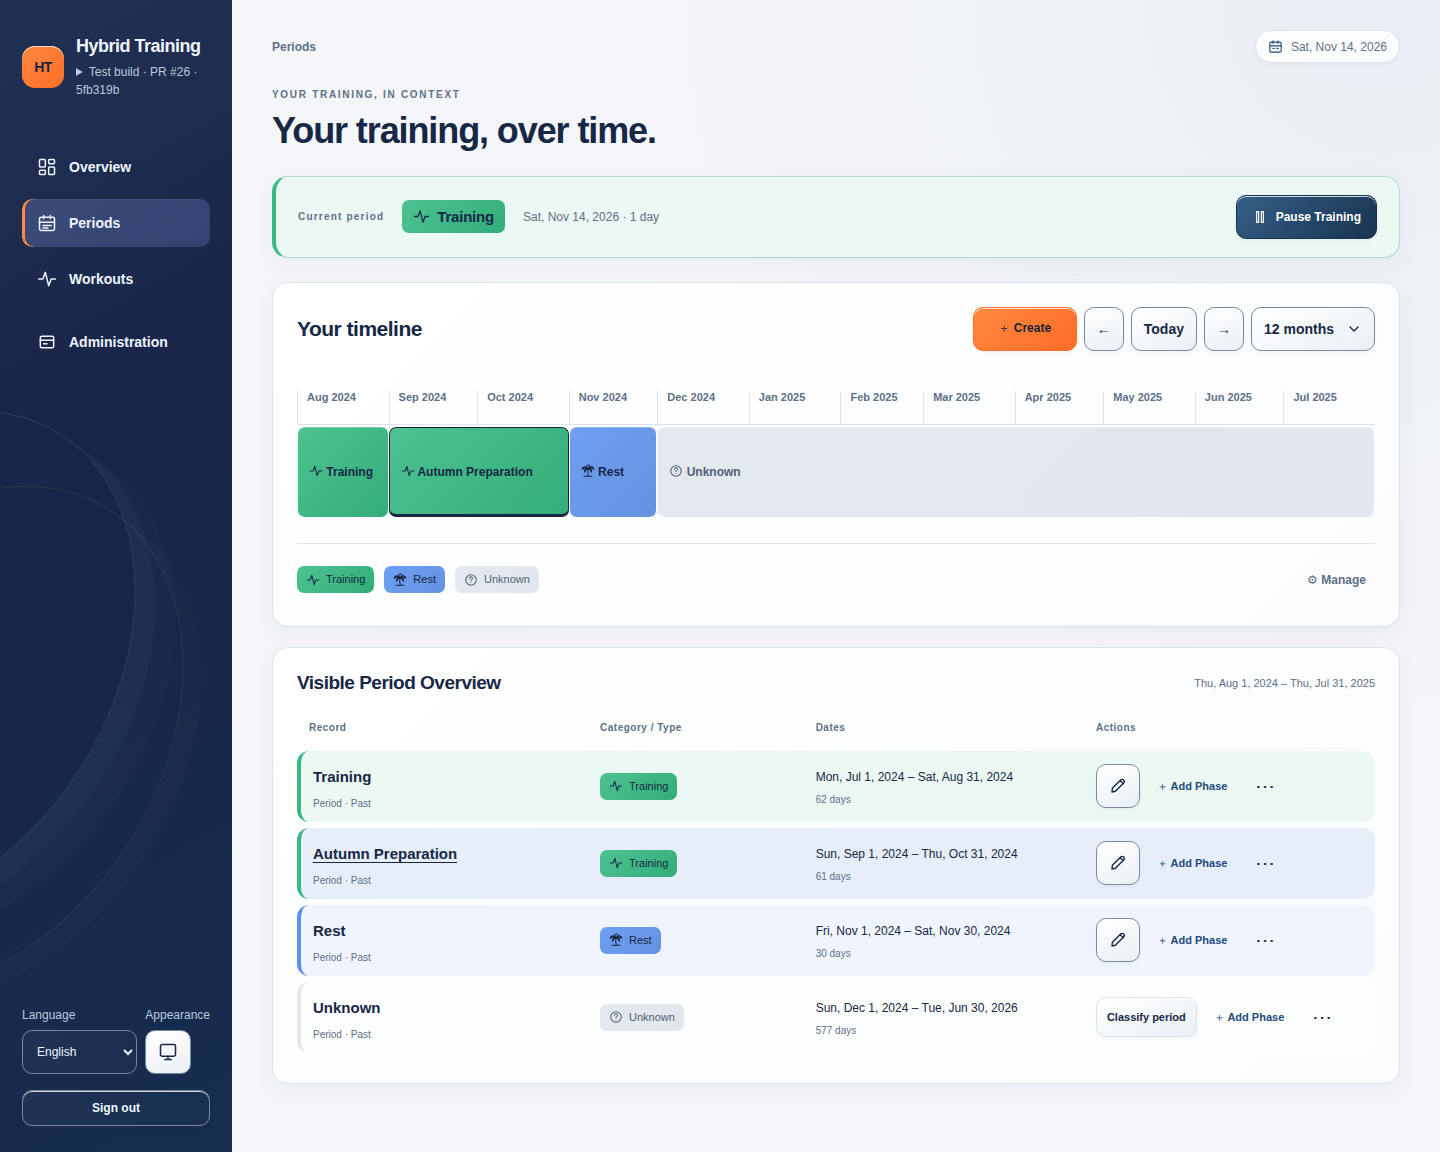 HT
Hybrid Training
▶ Test build · PR #26 ·
5fb319b
Overview
Periods
Workouts
Administration
Language
Appearance
English
Sign out
Periods
Sat, Nov 14, 2026
YOUR TRAINING, IN CONTEXT
Your training, over time.
Current period
Training
Sat, Nov 14, 2026 · 1 day
Pause Training
Your timeline
+ Create
←
Today
→
12 months
Aug 2024
Sep 2024
Oct 2024
Nov 2024
Dec 2024
Jan 2025
Feb 2025
Mar 2025
Apr 2025
May 2025
Jun 2025
Jul 2025
Training
Autumn Preparation
Rest
Unknown
Training
Rest
Unknown
⚙ Manage
Visible Period Overview
Thu, Aug 1, 2024 – Thu, Jul 31, 2025
Record
Category / Type
Dates
Actions
Training
Period · Past
Training
Mon, Jul 1, 2024 – Sat, Aug 31, 2024
62 days
+ Add Phase
···
Autumn Preparation
Period · Past
Training
Sun, Sep 1, 2024 – Thu, Oct 31, 2024
61 days
+ Add Phase
···
Rest
Period · Past
Rest
Fri, Nov 1, 2024 – Sat, Nov 30, 2024
30 days
+ Add Phase
···
Unknown
Period · Past
Unknown
Sun, Dec 1, 2024 – Tue, Jun 30, 2026
577 days
Classify period
+ Add Phase
···